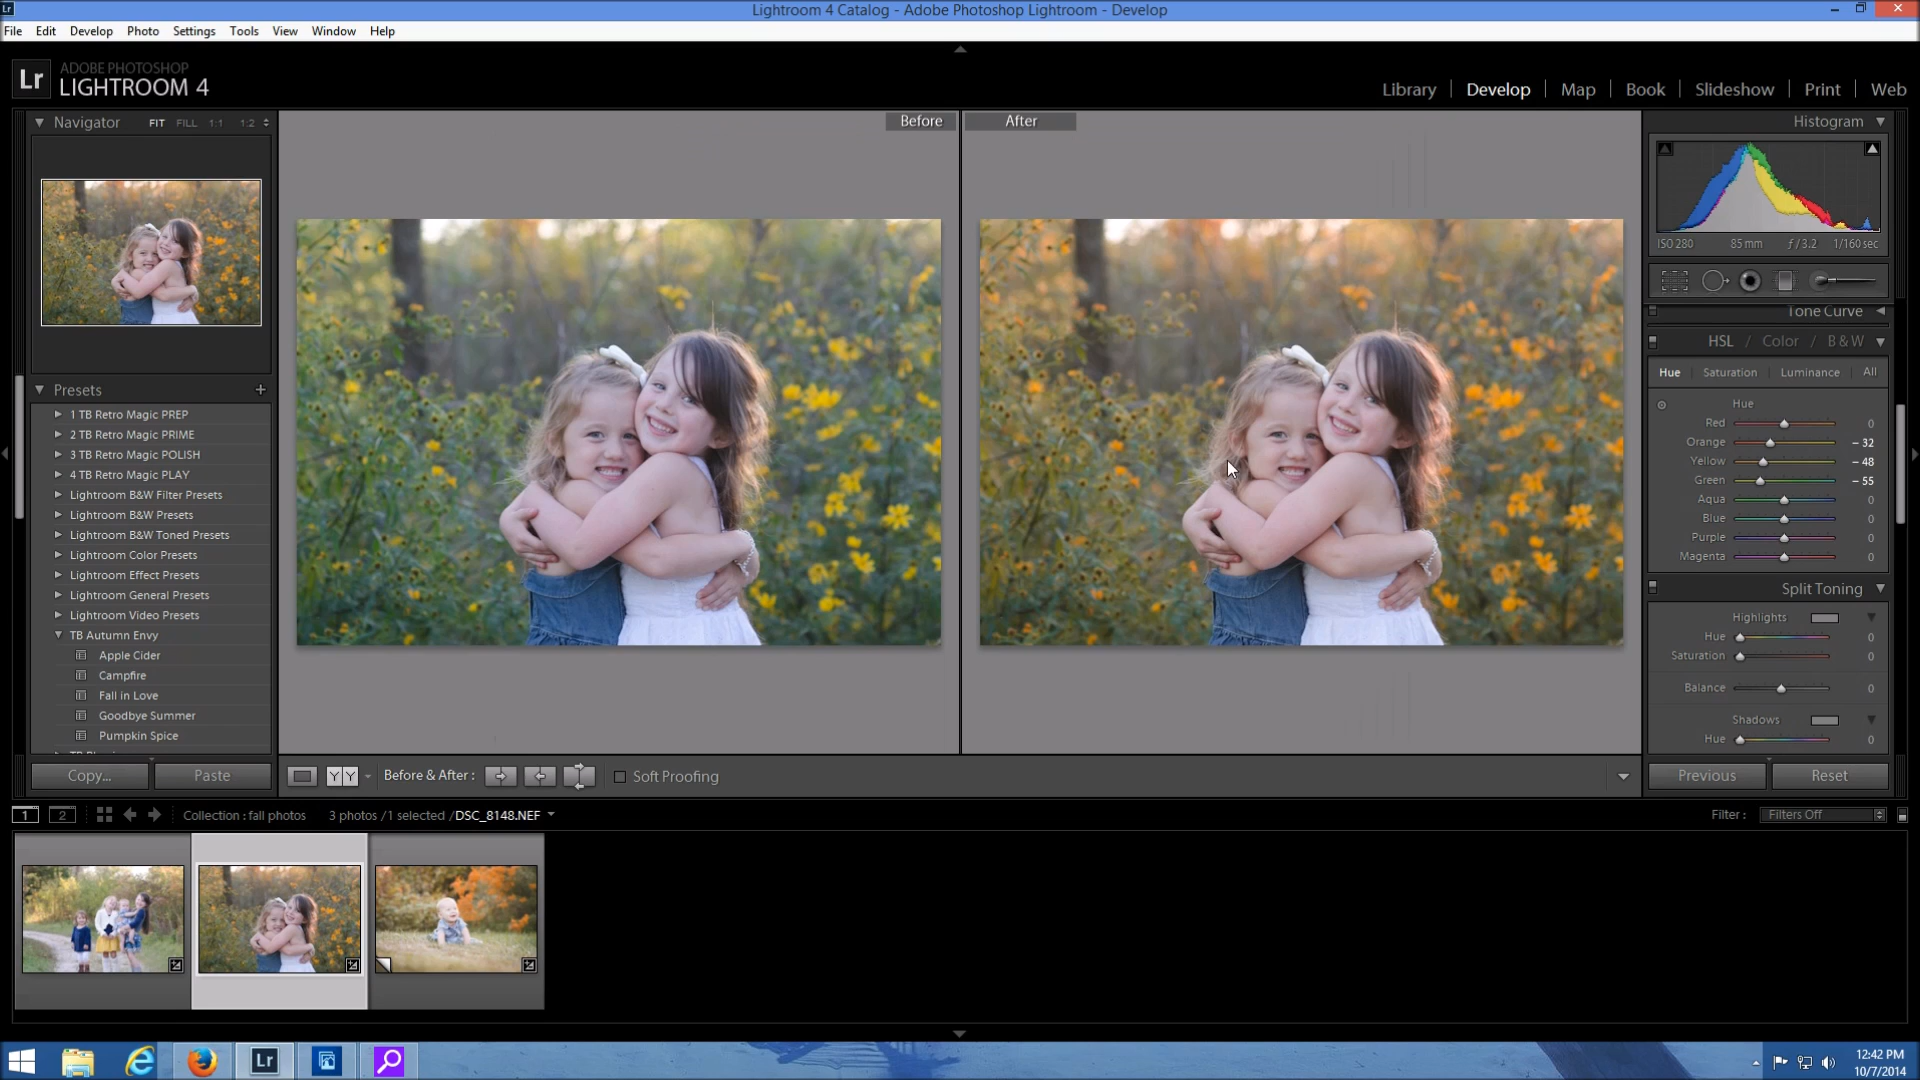 Lightroom 4 Catalog - Adobe Photoshop Lightroom - Develop
File Edit Develop Photo Settings Tools View Window Help
Lr
ADOBE PHOTOSHOP
LIGHTROOM 4
Library | Develop | Map | Book | Slideshow | Print | Web
Navigator FIT FILL 1:1 1:2
Presets +
1 TB Retro Magic PREP
2 TB Retro Magic PRIME
3 TB Retro Magic POLISH
4 TB Retro Magic PLAY
Lightroom B&W Filter Presets
Lightroom B&W Presets
Lightroom B&W Toned Presets
Lightroom Color Presets
Lightroom Effect Presets
Lightroom General Presets
Lightroom Video Presets
TB Autumn Envy
Apple Cider
Campfire
Fall in Love
Goodbye Summer
Pumpkin Spice
Copy... Paste
Before After
Before & After : Soft Proofing
Histogram
ISO 280 85 mm ƒ / 3.2 1/160 sec
Tone Curve
HSL / Color / B & W
Hue Saturation Luminance All
Hue
Red 0
Orange – 32
Yellow – 48
Green – 55
Aqua 0
Blue 0
Purple 0
Magenta 0
Split Toning
Highlights
Hue 0
Saturation 0
Balance 0
Shadows
Hue 0
Previous Reset
1 2 Collection : fall photos 3 photos / 1 selected / DSC_8148.NEF
Filter : Filters Off
Lr
12:42 PM
10/7/2014